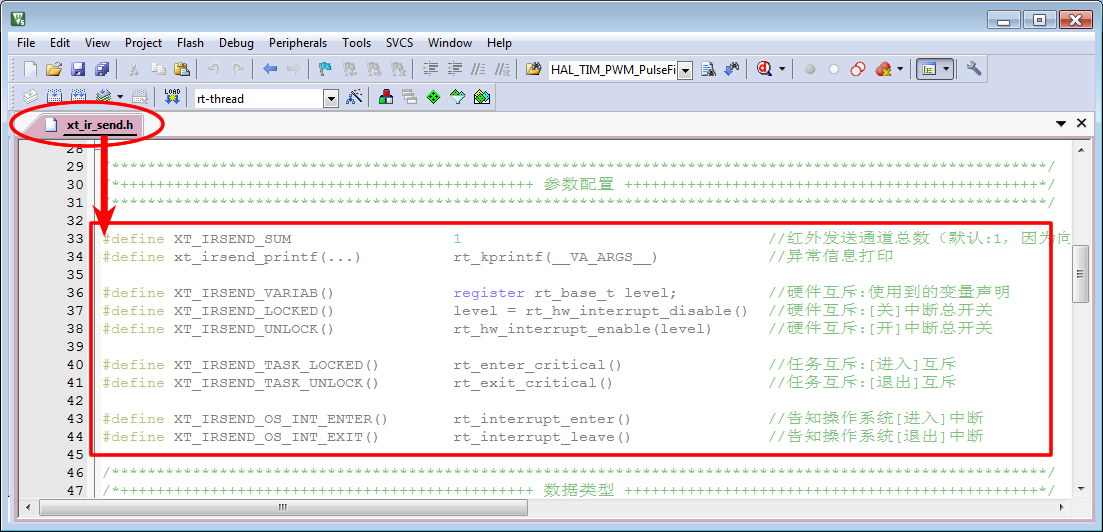 File Edit View Project Flash Debug Peripherals Tools SVCS Window Help
HAL_TIM_PWM_PulseFi
LOAD rt-thread
xt_ir_send.h
28
29 /******************************************************************************************************/
30 /*++++++++++++++++++++++++++++++++++++++++++++++ 参数配置 ++++++++++++++++++++++++++++++++++++++++++++++*/
31 /******************************************************************************************************/
32
33 #define XT_IRSEND_SUM 1 //红外发送通道总数（默认:1, 因为向
34 #define xt_irsend_printf(...) rt_kprintf(__VA_ARGS__) //异常信息打印
35
36 #define XT_IRSEND_VARIAB() register rt_base_t level; //硬件互斥:使用到的变量声明
37 #define XT_IRSEND_LOCKED() level = rt_hw_interrupt_disable() //硬件互斥:[关]中断总开关
38 #define XT_IRSEND_UNLOCK() rt_hw_interrupt_enable(level) //硬件互斥:[开]中断总开关
39
40 #define XT_IRSEND_TASK_LOCKED() rt_enter_critical() //任务互斥:[进入]互斥
41 #define XT_IRSEND_TASK_UNLOCK() rt_exit_critical() //任务互斥:[退出]互斥
42
43 #define XT_IRSEND_OS_INT_ENTER() rt_interrupt_enter() //告知操作系统[进入]中断
44 #define XT_IRSEND_OS_INT_EXIT() rt_interrupt_leave() //告知操作系统[退出]中断
45
46 /******************************************************************************************************/
47 /*++++++++++++++++++++++++++++++++++++++++++++++ 数据类型 ++++++++++++++++++++++++++++++++++++++++++++++*/